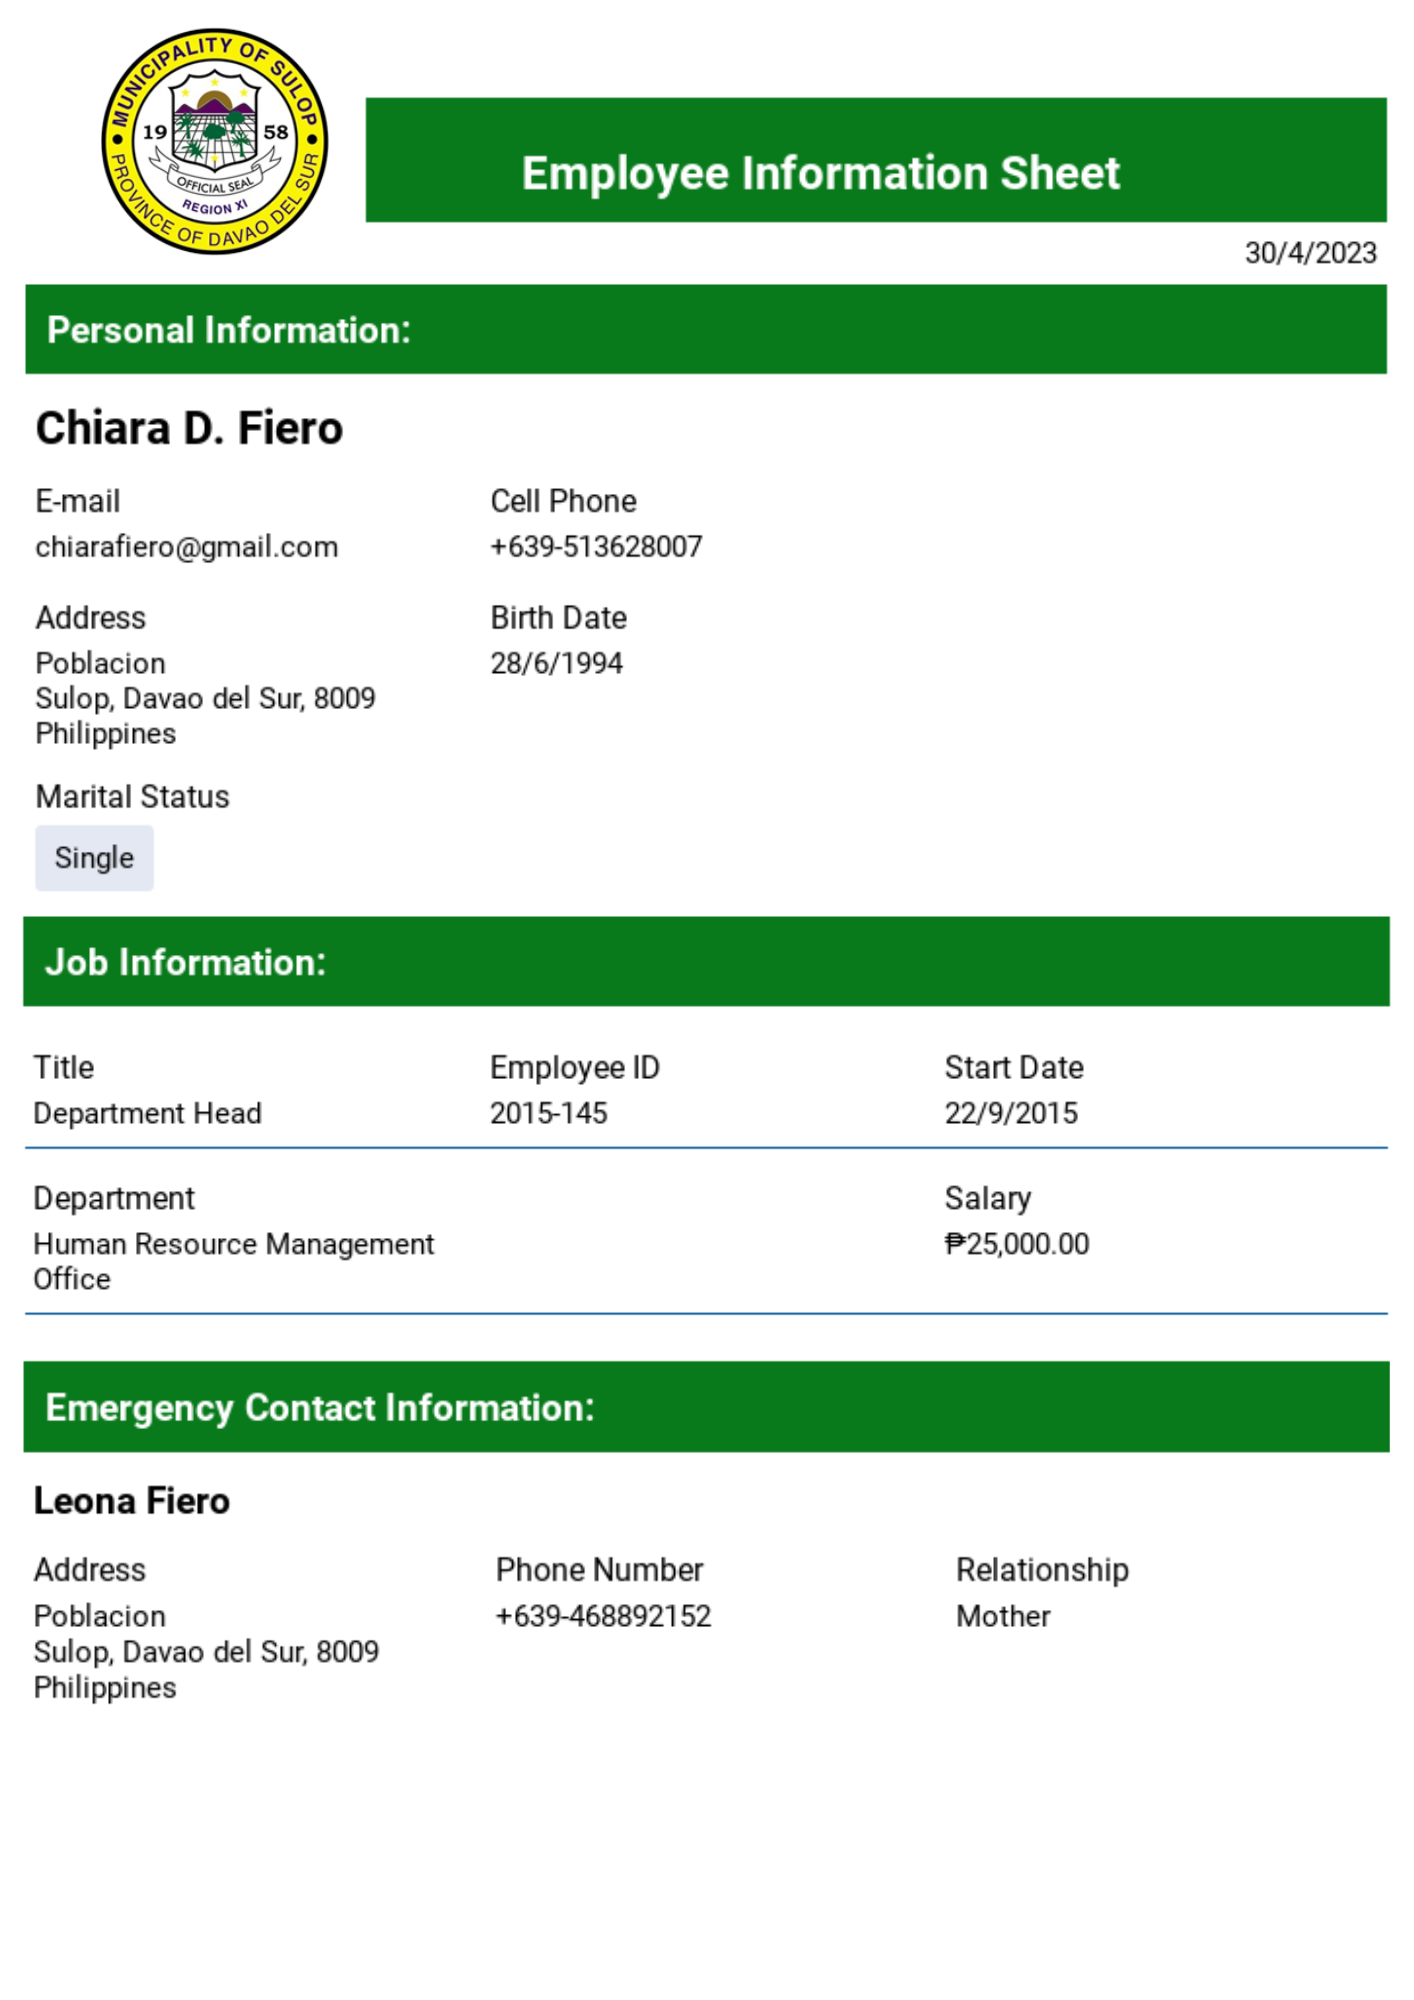 MUNICIPALITY OF SULOP
19 58
OFFICIAL SEAL
REGION XI
PROVINCE OF DAVAO DEL SUR
Employee Information Sheet
30/4/2023
Personal Information:
Chiara D. Fiero
E-mail Cell Phone
chiarafiero@gmail.com +639-513628007
Address Birth Date
Poblacion 28/6/1994
Sulop, Davao del Sur, 8009
Philippines
Marital Status
Single
Job Information:
Title Employee ID Start Date
Department Head 2015-145 22/9/2015
Department Salary
Human Resource Management ₱25,000.00
Office
Emergency Contact Information:
Leona Fiero
Address Phone Number Relationship
Poblacion +639-468892152 Mother
Sulop, Davao del Sur, 8009
Philippines